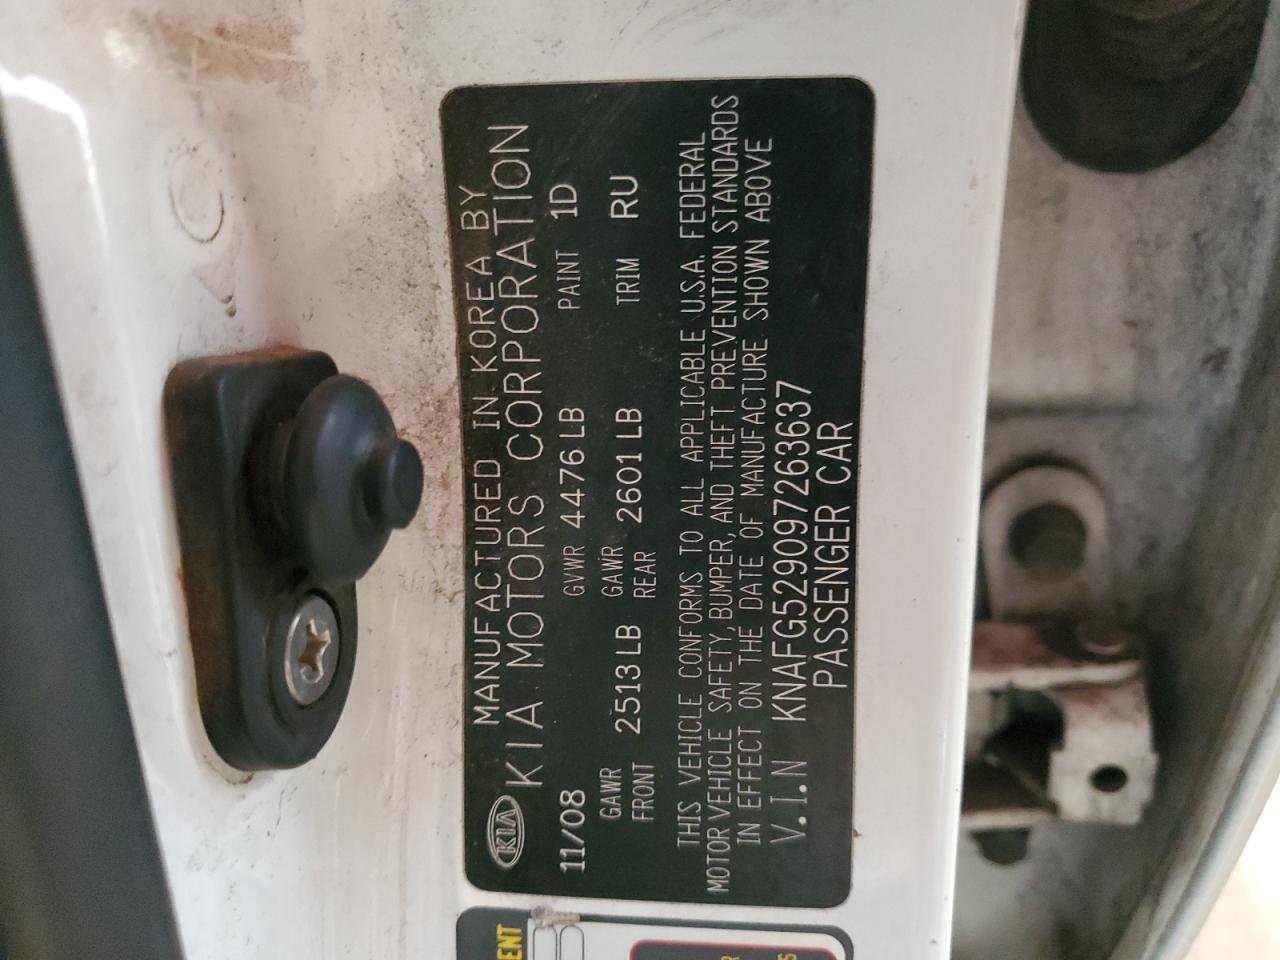 MANUFACTURED IN KOREA BY
KIA KIA MOTORS CORPORATION
11/08 GVWR 4476 LB PAINT 1D
GAWR FRONT 2513 LB GAWR REAR 2601 LB TRIM RU
THIS VEHICLE CONFORMS TO ALL APPLICABLE U.S.A. FEDERAL
MOTOR VEHICLE SAFETY, BUMPER, AND THEFT PREVENTION STANDARDS
IN EFFECT ON THE DATE OF MANUFACTURE SHOWN ABOVE
V.I.N KNAFG529097263637
PASSENGER CAR